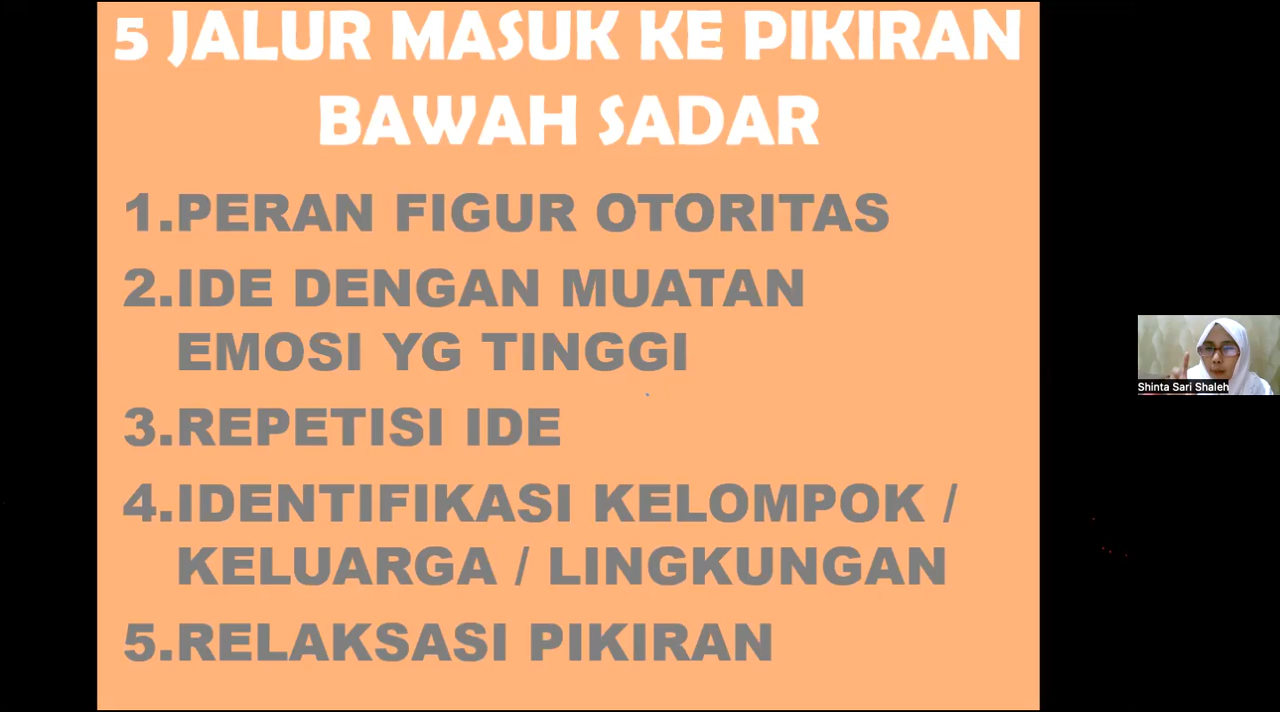 5 JALUR MASUK KE PIKIRAN
BAWAH SADAR
1.PERAN FIGUR OTORITAS
2.IDE DENGAN MUATAN
EMOSI YG TINGGI
3.REPETISI IDE
4.IDENTIFIKASI KELOMPOK /
KELUARGA / LINGKUNGAN
5.RELAKSASI PIKIRAN
Shinta Sari Shaleh